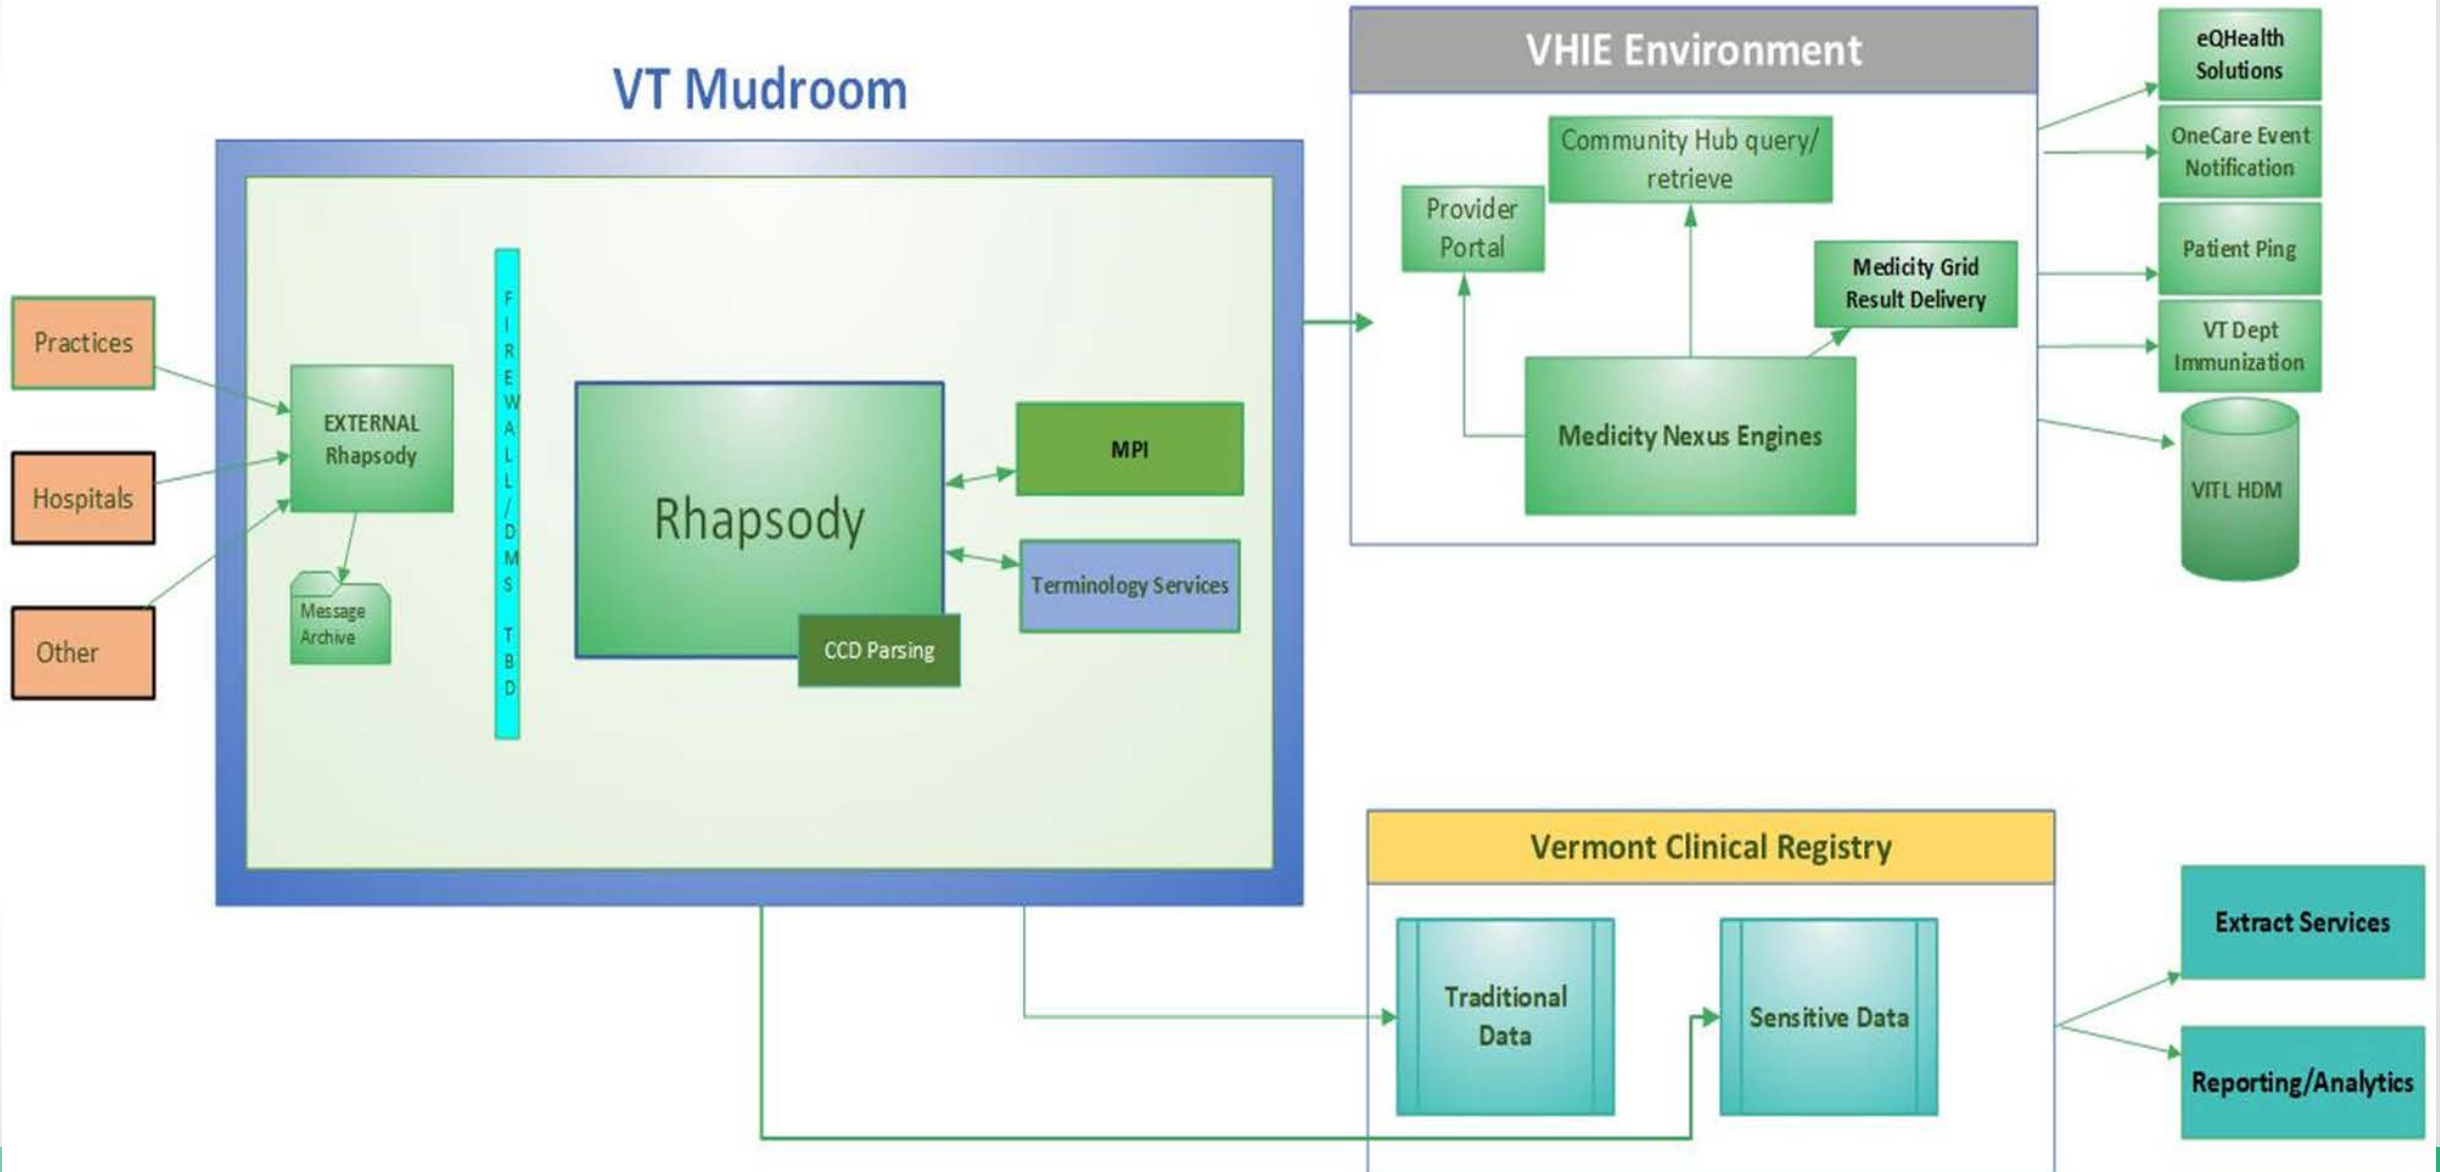 VT Mudroom
Practices
Hospitals
Other
EXTERNAL
Rhapsody
Message
Archive
FIREWALL/DMS TBD
Rhapsody
CCD Parsing
MPI
Terminology Services
VHIE Environment
Community Hub query/
retrieve
Provider
Portal
Medicity Grid
Result Delivery
Medicity Nexus Engines
eQHealth
Solutions
OneCare Event
Notification
Patient Ping
VT Dept
Immunization
VITL HDM
Vermont Clinical Registry
Traditional
Data
Sensitive Data
Extract Services
Reporting/Analytics